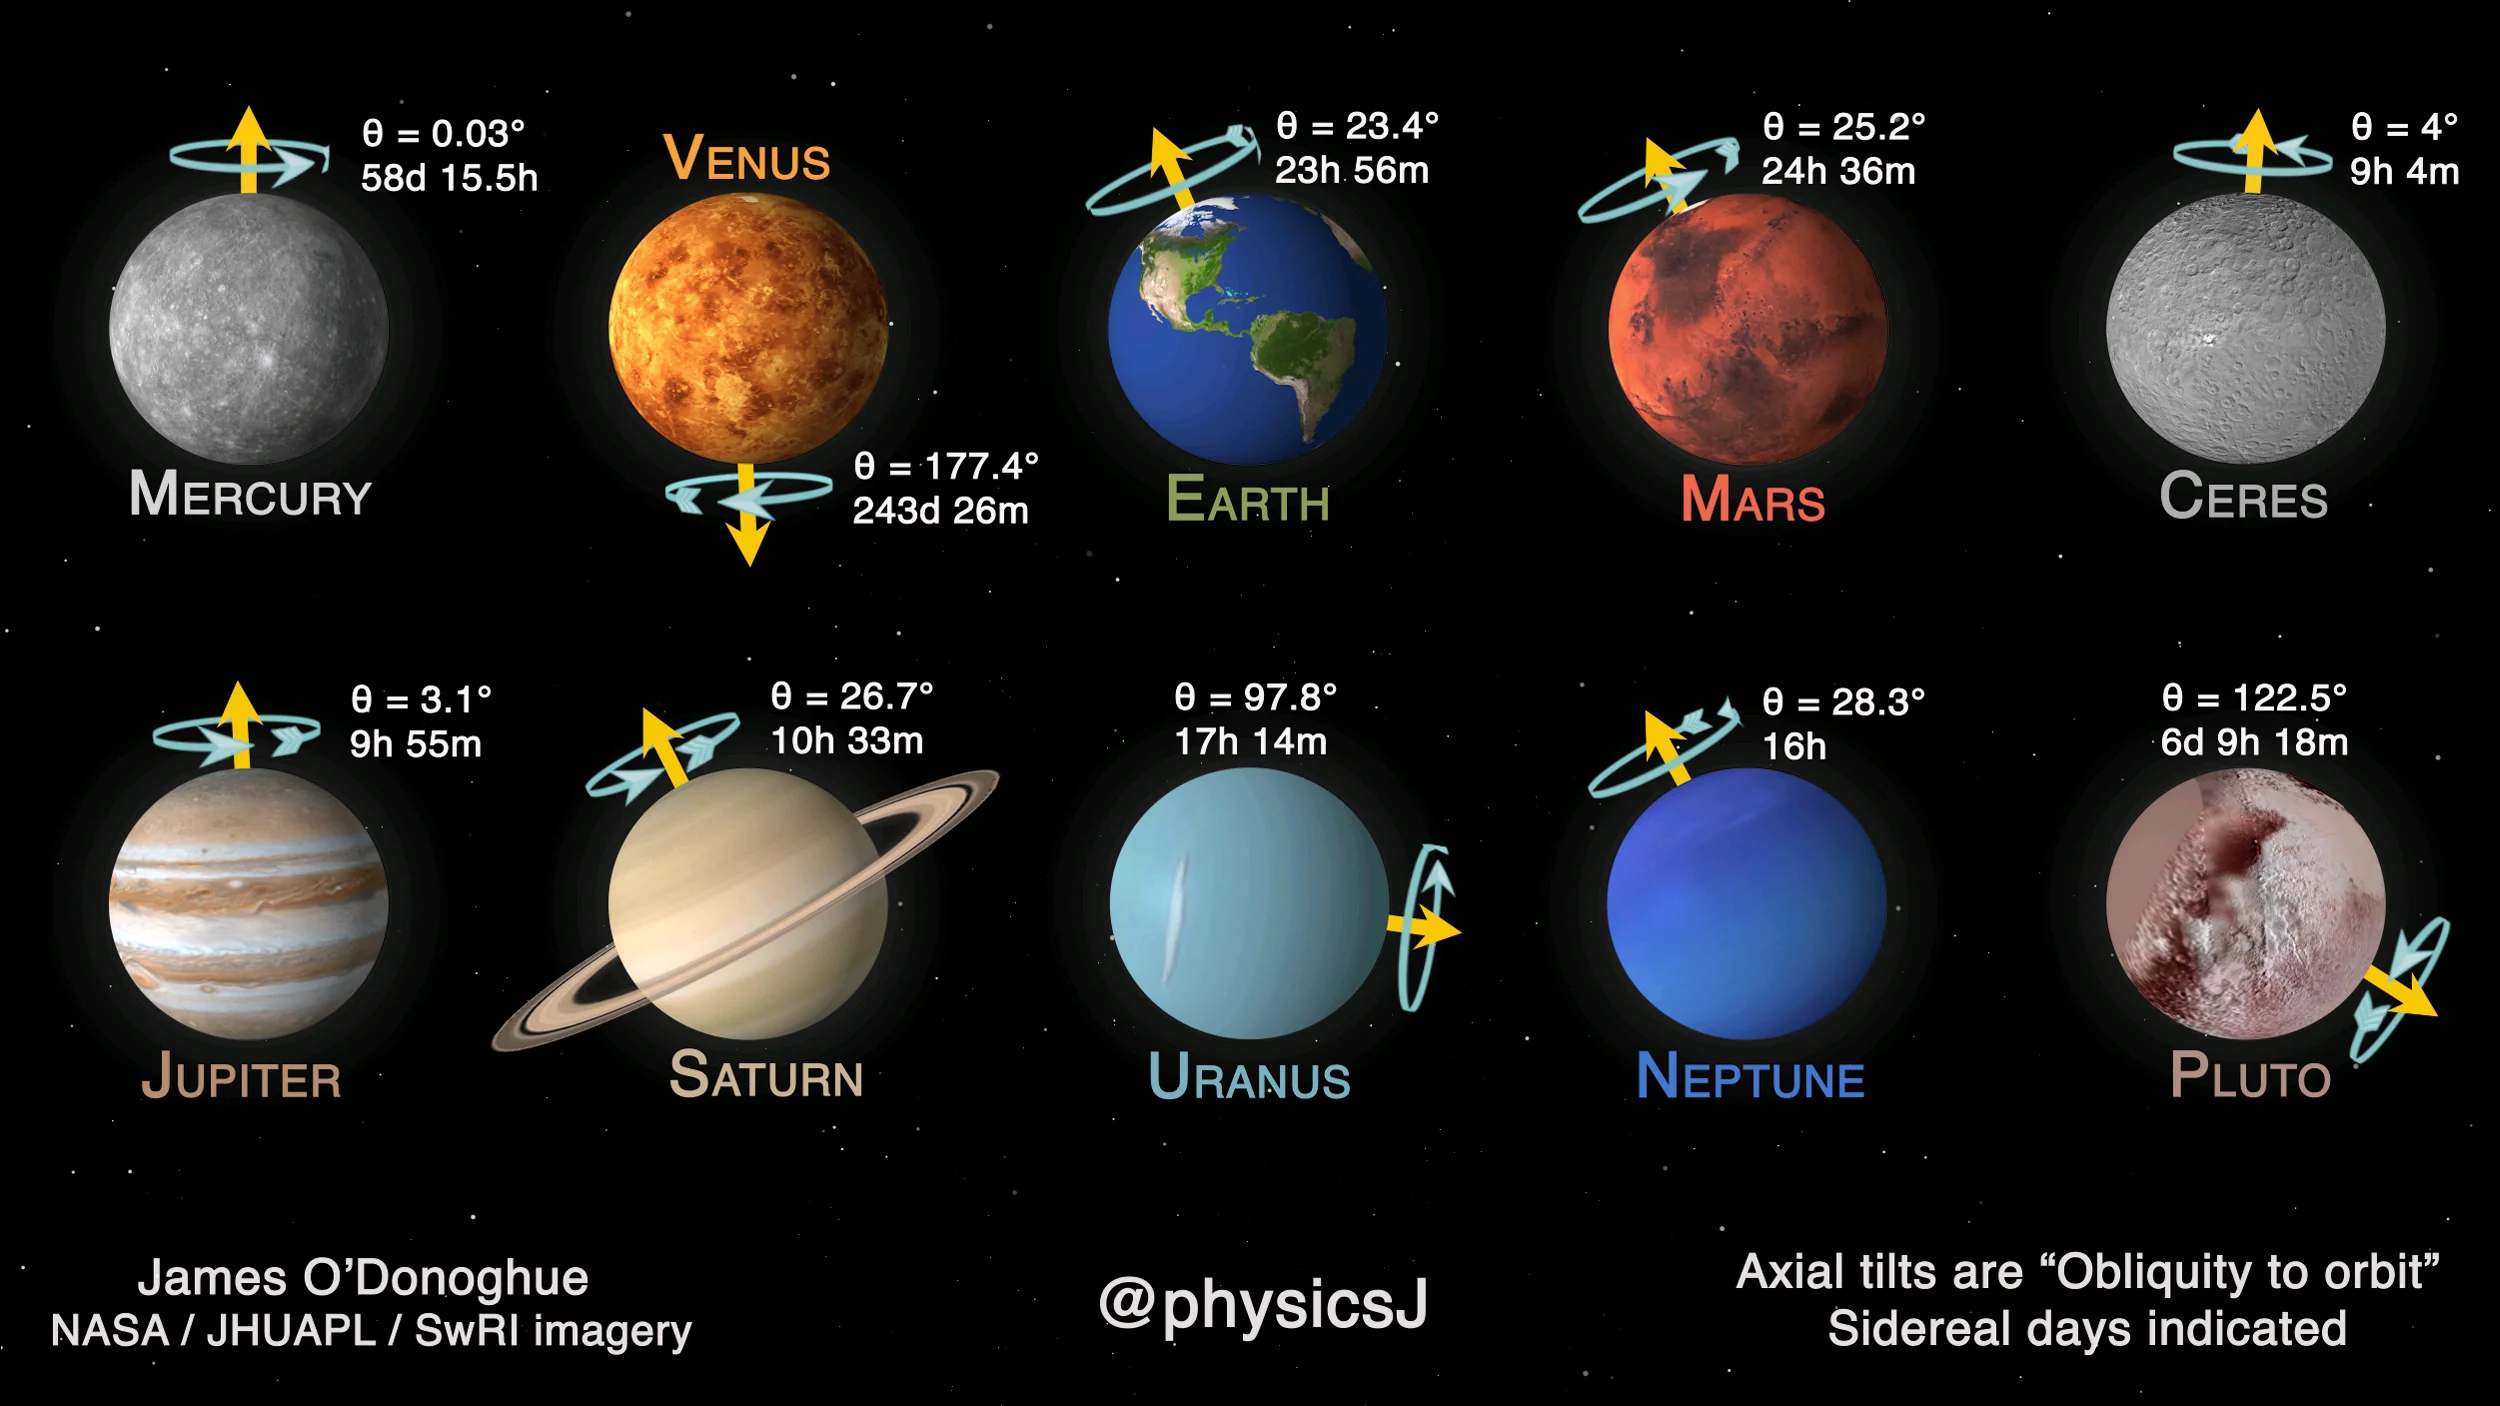 θ = 0.03°
58d 15.5h
MERCURY
VENUS
θ = 177.4°
243d 26m
θ = 23.4°
23h 56m
EARTH
θ = 25.2°
24h 36m
MARS
θ = 4°
9h 4m
CERES
θ = 3.1°
9h 55m
JUPITER
θ = 26.7°
10h 33m
SATURN
θ = 97.8°
17h 14m
URANUS
θ = 28.3°
16h
NEPTUNE
θ = 122.5°
6d 9h 18m
PLUTO
James O’Donoghue
NASA / JHUAPL / SwRI imagery
@physicsJ
Axial tilts are “Obliquity to orbit”
Sidereal days indicated